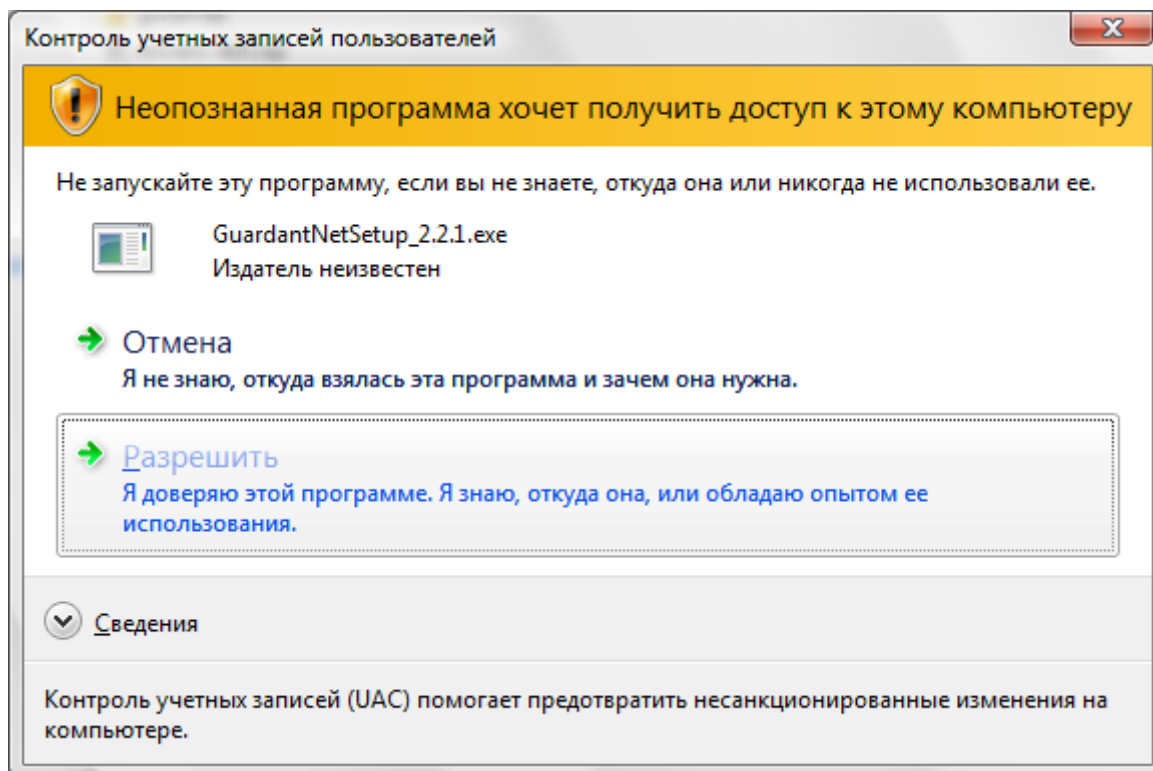 Контроль учетных записей пользователей
Неопознанная программа хочет получить доступ к этому компьютеру
Не запускайте эту программу, если вы не знаете, откуда она или никогда не использовали ее.
GuardantNetSetup_2.2.1.exe
Издатель неизвестен
Отмена
Я не знаю, откуда взялась эта программа и зачем она нужна.
Разрешить
Я доверяю этой программе. Я знаю, откуда она, или обладаю опытом ее
использования.
Сведения
Контроль учетных записей (UAC) помогает предотвратить несанкционированные изменения на
компьютере.